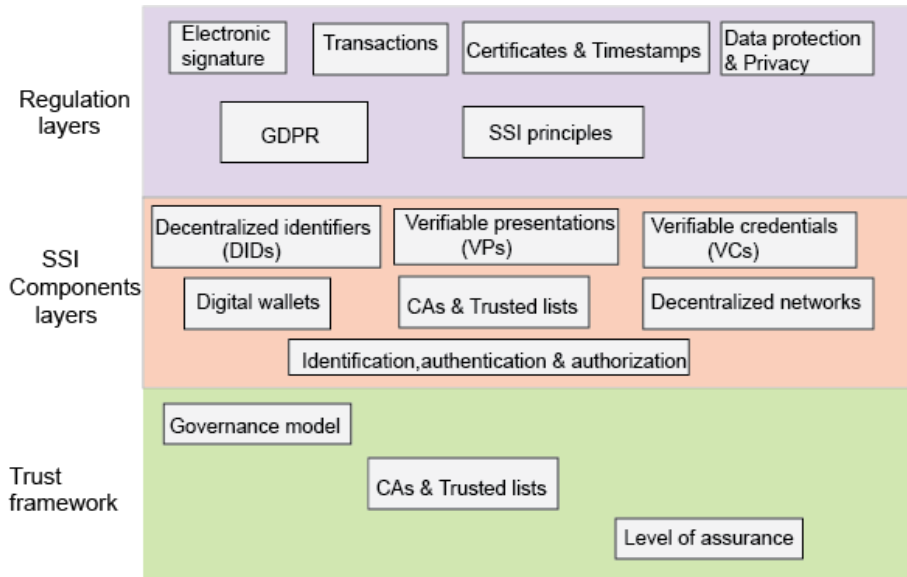 Electronic
signature
Transactions
Certificates & Timestamps
Data protection
& Privacy
Regulation
layers
GDPR
SSI principles
Decentralized identifiers
(DIDs)
Verifiable presentations
(VPs)
Verifiable credentials
(VCs)
SSI
Components
layers
Digital wallets
CAs & Trusted lists
Decentralized networks
Identification,authentication & authorization
Governance model
Trust
framework
CAs & Trusted lists
Level of assurance